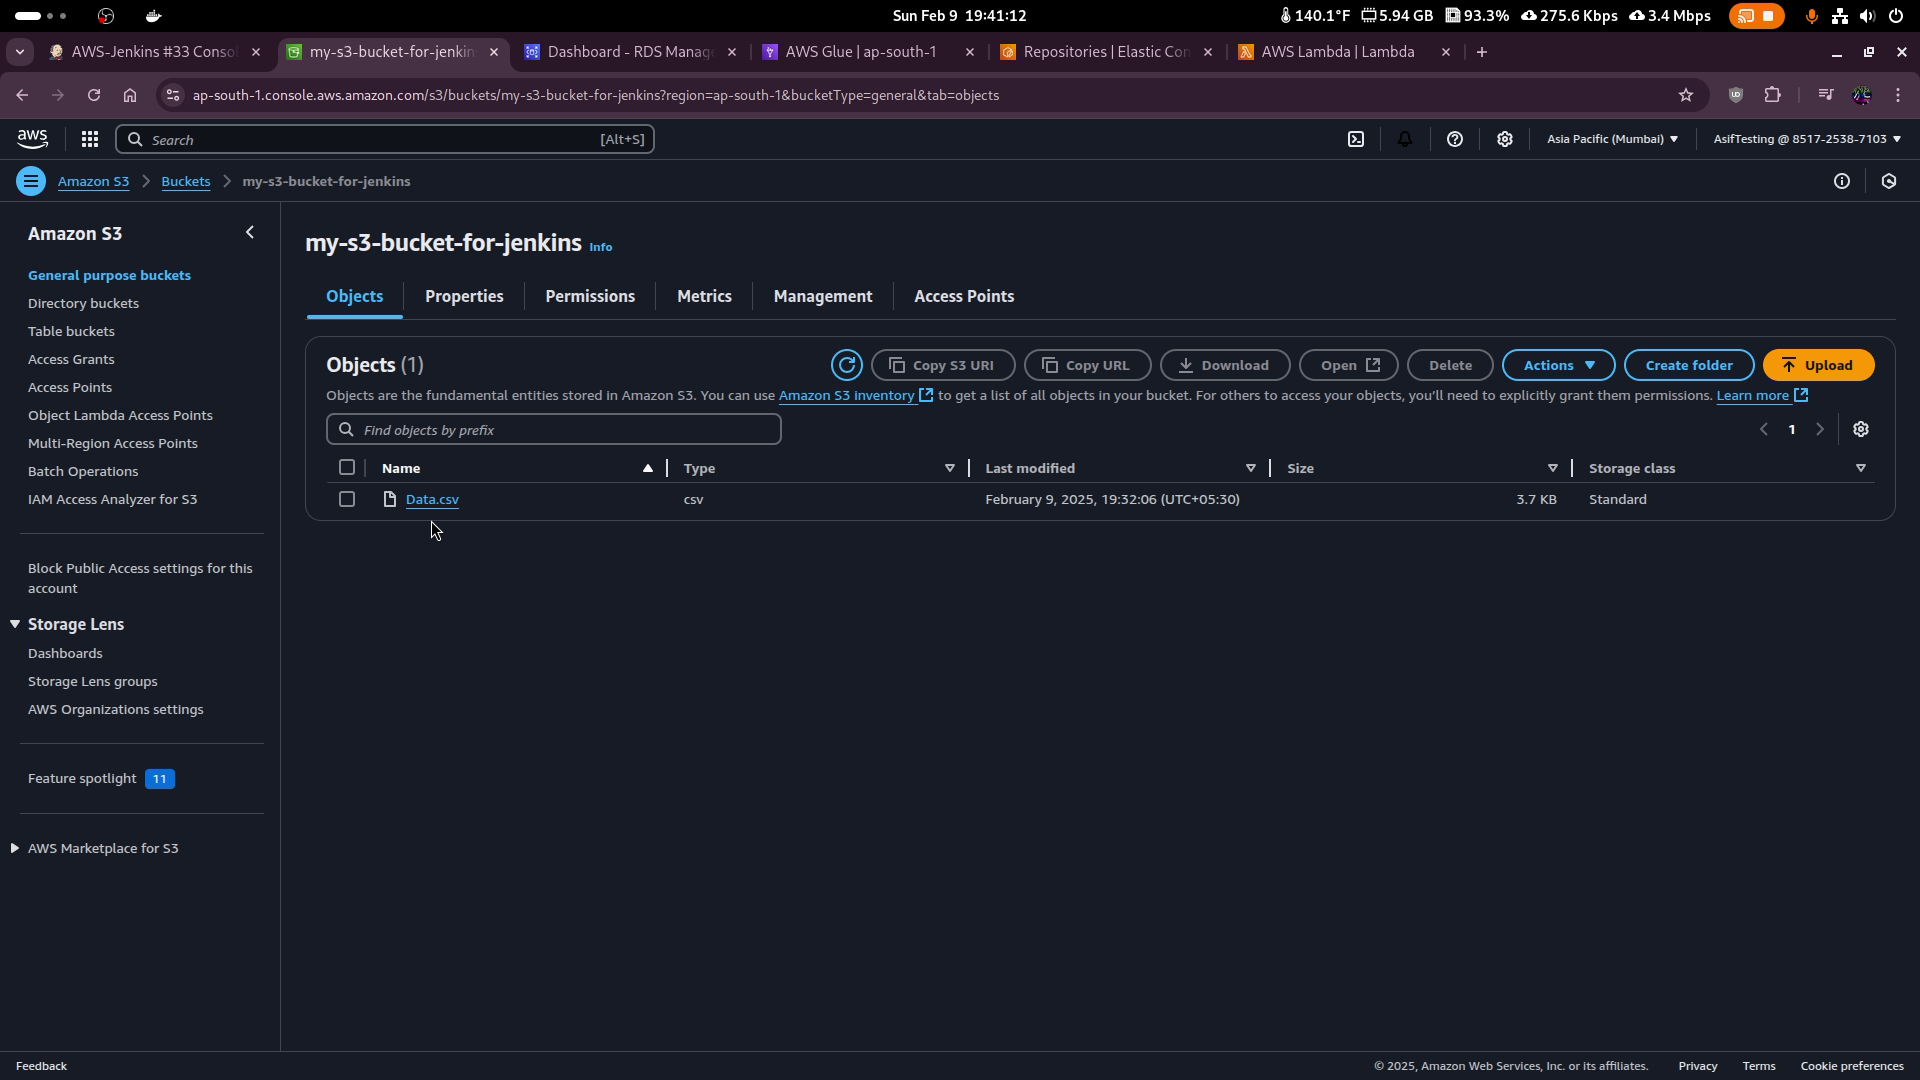 Sun Feb 9 19:41:12
140.1°F 5.94 GB 93.3% 275.6 Kbps 3.4 Mbps
AWS-Jenkins #33 Conso
my-s3-bucket-for-jenkin
Dashboard - RDS Manag
AWS Glue | ap-south-1
Repositories | Elastic Con
AWS Lambda | Lambda
ap-south-1.console.aws.amazon.com/s3/buckets/my-s3-bucket-for-jenkins?region=ap-south-1&bucketType=general&tab=objects
aws
Search [Alt+S]
Asia Pacific (Mumbai)
AsifTesting @ 8517-2538-7103
Amazon S3 > Buckets > my-s3-bucket-for-jenkins
Amazon S3
General purpose buckets
Directory buckets
Table buckets
Access Grants
Access Points
Object Lambda Access Points
Multi-Region Access Points
Batch Operations
IAM Access Analyzer for S3
Block Public Access settings for this
account
Storage Lens
Dashboards
Storage Lens groups
AWS Organizations settings
Feature spotlight 11
AWS Marketplace for S3
my-s3-bucket-for-jenkins Info
Objects Properties Permissions Metrics Management Access Points
Objects (1)
Copy S3 URI Copy URL Download Open Delete Actions Create folder Upload
Objects are the fundamental entities stored in Amazon S3. You can use Amazon S3 inventory to get a list of all objects in your bucket. For others to access your objects, you'll need to explicitly grant them permissions. Learn more
Find objects by prefix
1
Name Type Last modified Size Storage class
Data.csv csv February 9, 2025, 19:32:06 (UTC+05:30) 3.7 KB Standard
Feedback
© 2025, Amazon Web Services, Inc. or its affiliates. Privacy Terms Cookie preferences